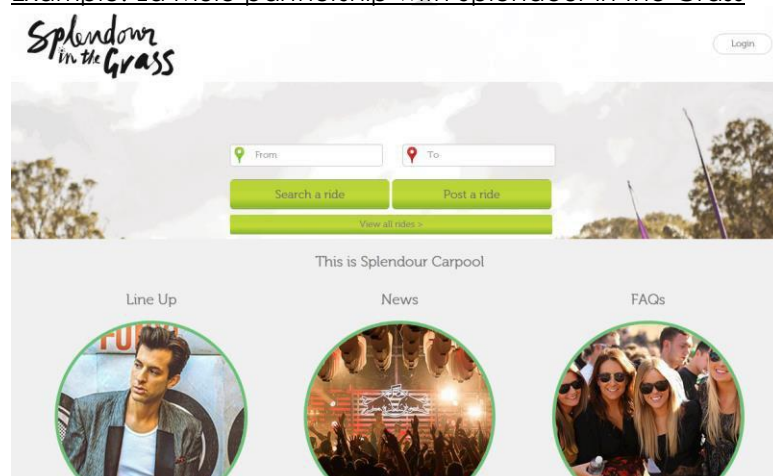 Splendour
in the Grass
Login
From
To
Search a ride
Post a ride
View all rides >
This is Splendour Carpool
Line Up
News
FAQs